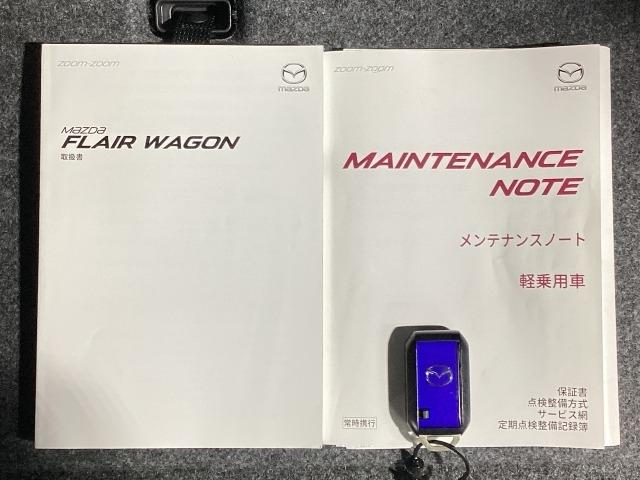 zoom-zoom
mazda
Mazda
FLAIR WAGON
取扱書
zoom-zoom
mazda
MAINTENANCE
NOTE
メンテナンスノート
軽乗用車
保証書
点検整備方式
サービス網
定期点検整備記録簿
常時携行